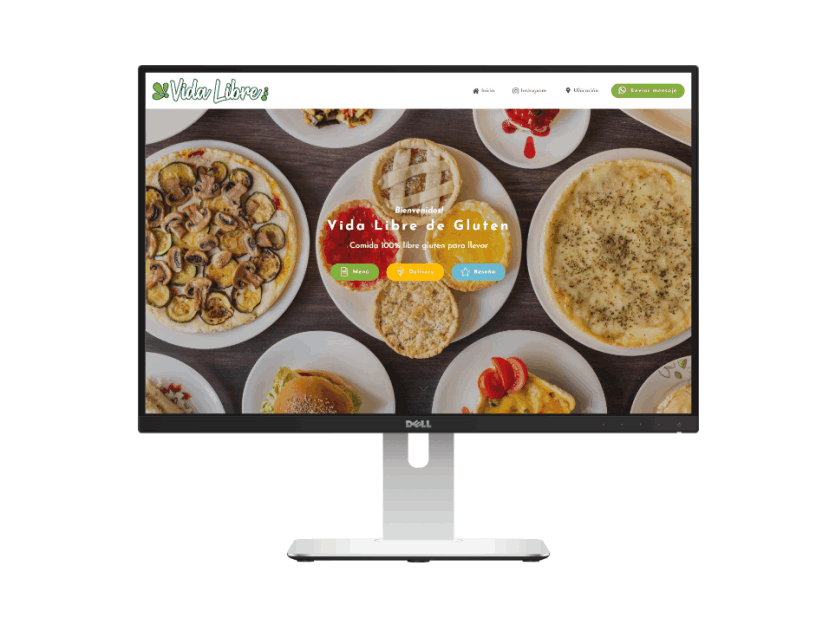 Vida Libre
Inicio
Instagram
Ubicación
Enviar mensaje
Bienvenidos!
Vida Libre de Gluten
Comida 100% libre gluten para llevar
Menú
Delivery
Reseña
DELL